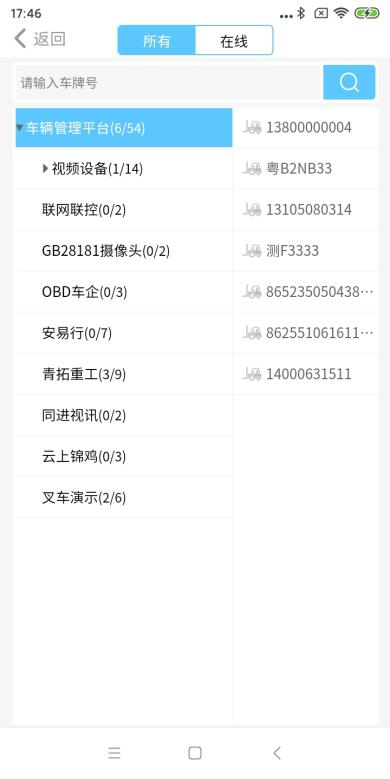 17:46
返回
所有
在线
请输入车牌号
车辆管理平台(6/54)
视频设备(1/14)
联网联控(0/2)
GB28181摄像头(0/2)
OBD车企(0/3)
安易行(0/7)
青拓重工(3/9)
同进视讯(0/2)
云上锦鸡(0/3)
叉车演示(2/6)
13800000004
粤B2NB33
13105080314
测F3333
865235050438…
862551061611…
14000631511